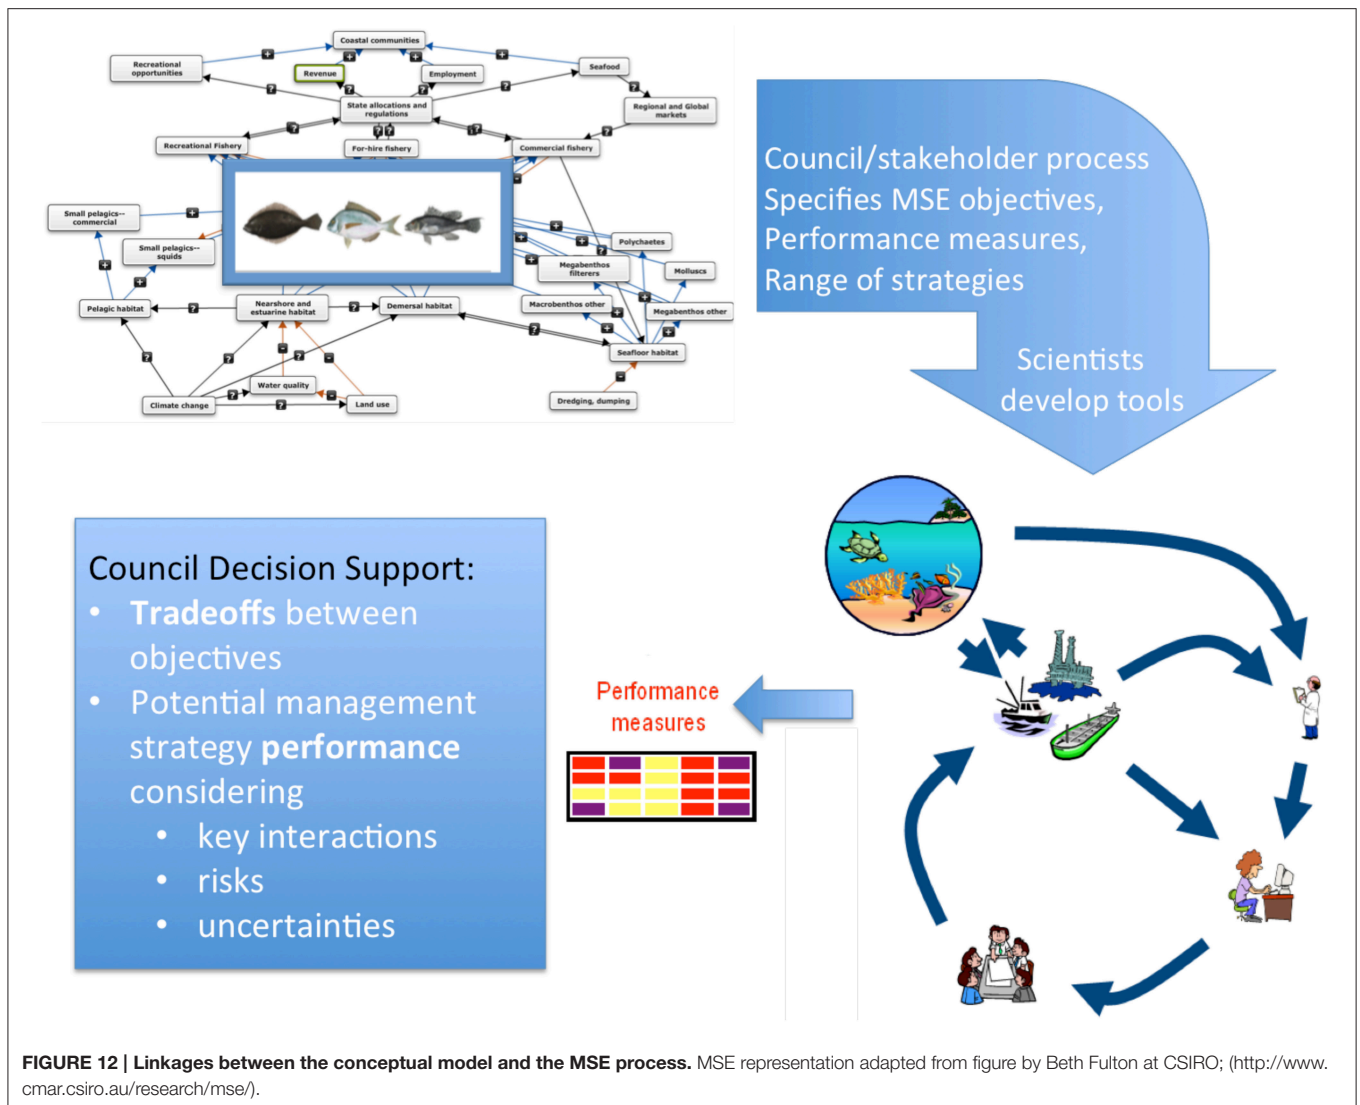 Coastal communities
Recreational
opportunities
Revenue
Employment
Seafood
State allocations and
regulations
Regional and Global
markets
Recreational Fishery
For-hire fishery
Commercial fishery
Small pelagics--
commercial
Small pelagics--
squids
Polychaetes
Megabenthos
filterers
Molluscs
Pelagic habitat
Nearshore and
estuarine habitat
Demersal habitat
Macrobenthos other
Megabenthos other
Seafloor habitat
Water quality
Climate change
Land use
Dredging, dumping
Council/stakeholder process
Specifies MSE objectives,
Performance measures,
Range of strategies
Scientists
develop tools
Council Decision Support:
• Tradeoffs between
objectives
• Potential management
strategy performance
considering
• key interactions
• risks
• uncertainties
Performance
measures
FIGURE 12 | Linkages between the conceptual model and the MSE process. MSE representation adapted from figure by Beth Fulton at CSIRO; (http://www.
cmar.csiro.au/research/mse/).